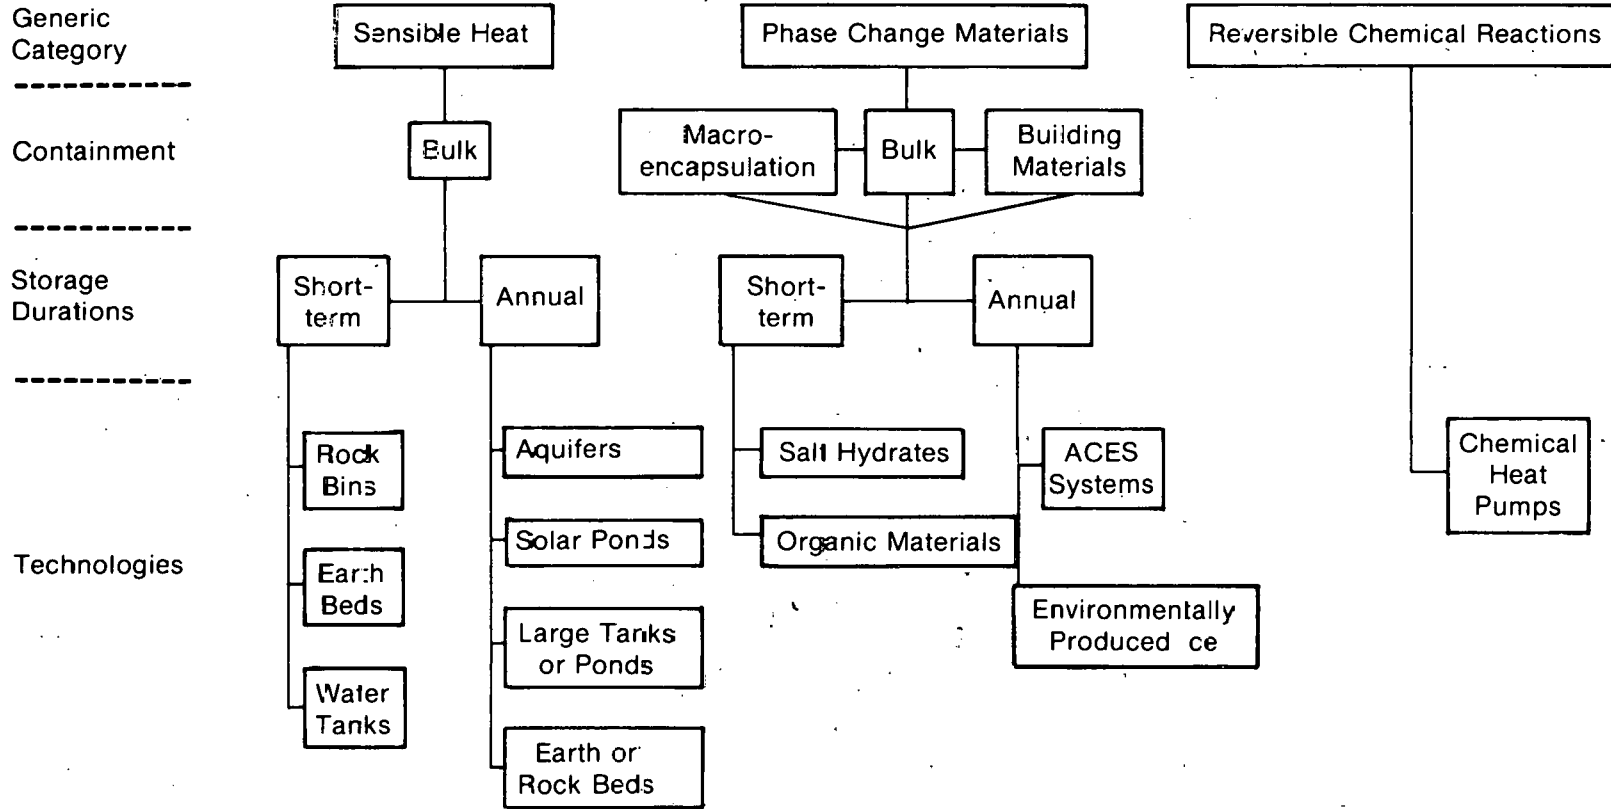 Generic
Category
Sensible Heat
Phase Change Materials
Reversible Chemical Reactions
Containment
Bulk
Macro-
encapsulation
Bulk
Building
Materials
Storage
Durations
Short-
term
Annual
Short-
term
Annual
Technologies
Rock
Bins
Earth
Beds
Water
Tanks
Aquifers
Solar Ponds
Large Tanks
or Ponds
Earth or
Rock Beds
Salt Hydrates
Organic Materials
ACES
Systems
Environmentally
Produced ce
Chemical
Heat
Pumps